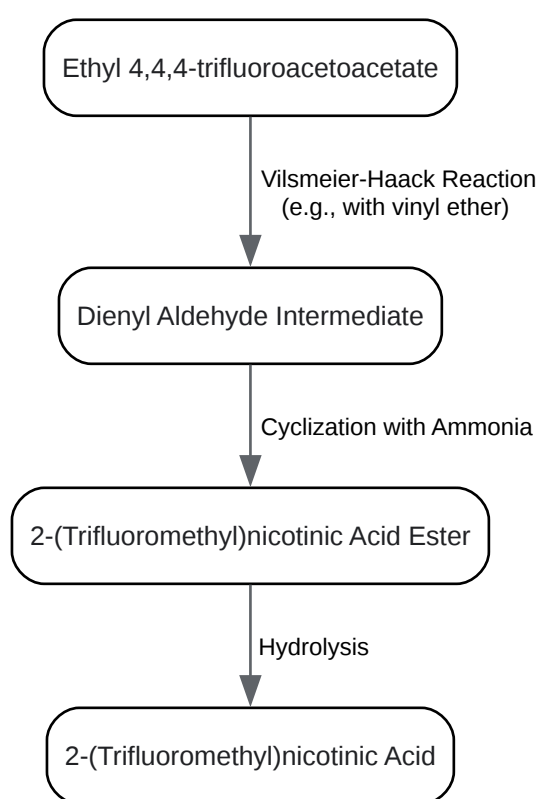 Ethyl 4,4,4-trifluoroacetoacetate
Vilsmeier-Haack Reaction
(e.g., with vinyl ether)
Dienyl Aldehyde Intermediate
Cyclization with Ammonia
2-(Trifluoromethyl)nicotinic Acid Ester
Hydrolysis
2-(Trifluoromethyl)nicotinic Acid